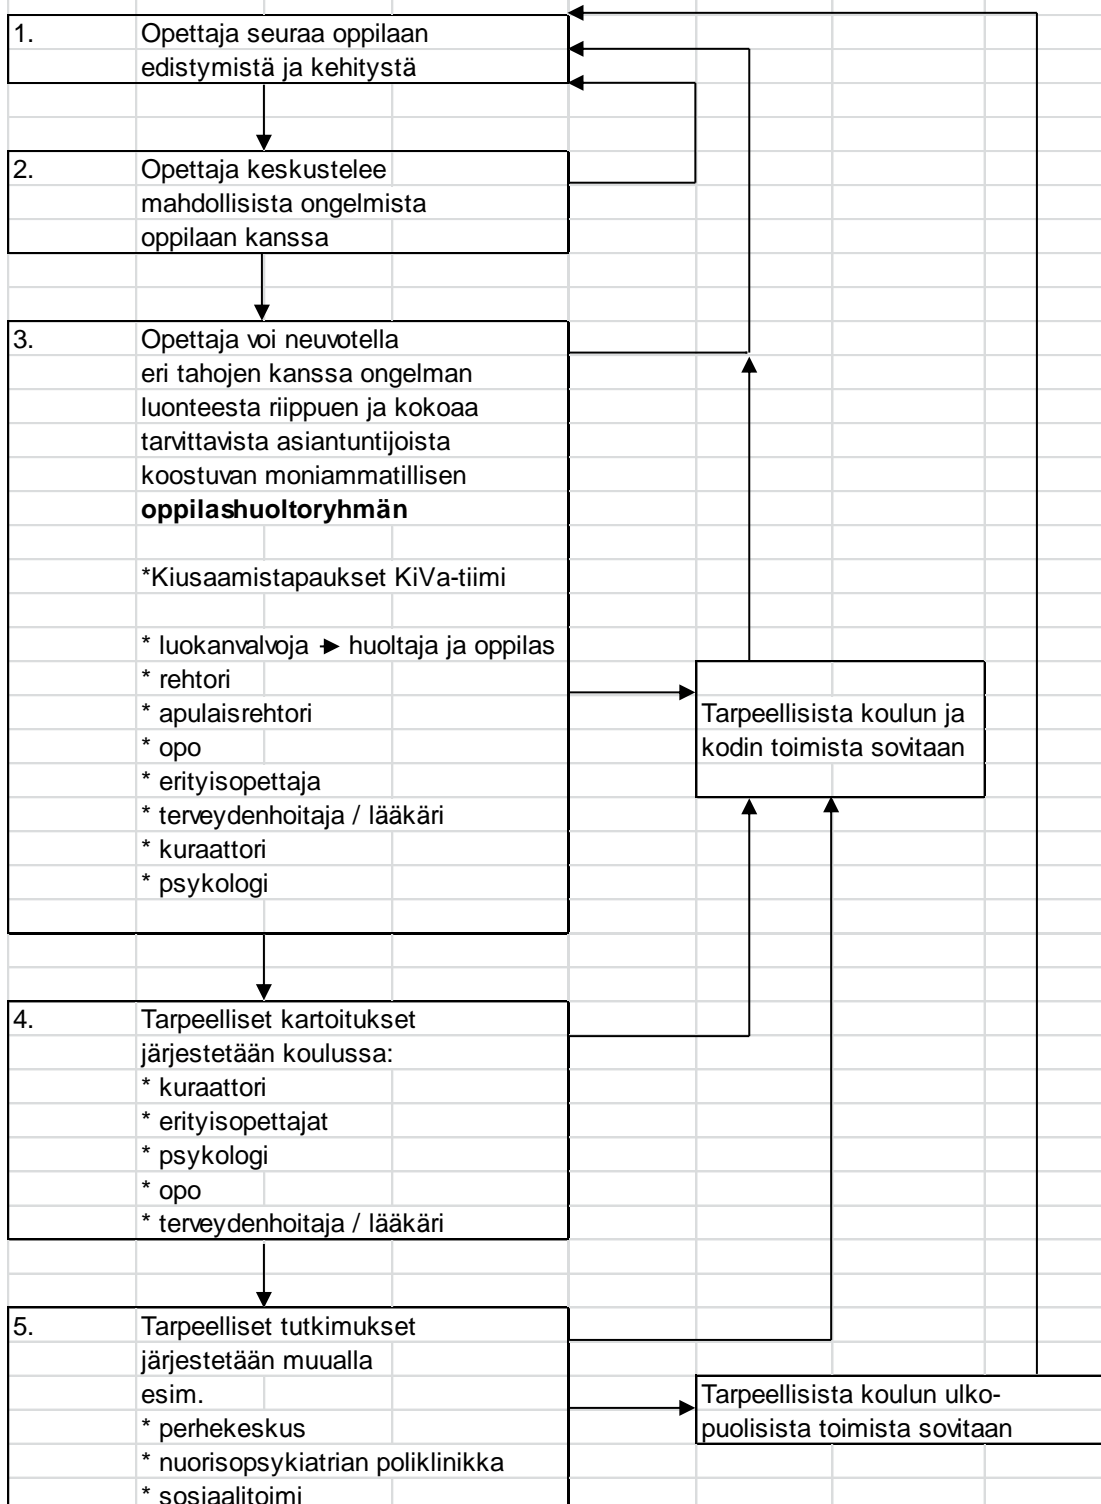 1. Opettaja seuraa oppilaan
edistymistä ja kehitystä
2. Opettaja keskustelee
mahdollisista ongelmista
oppilaan kanssa
3. Opettaja voi neuvotella
eri tahojen kanssa ongelman
luonteesta riippuen ja kokoaa
tarvittavista asiantuntijoista
koostuvan moniammatillisen
oppilashuoltoryhmän
*Kiusaamistapaukset KiVa-tiimi
* luokanvalvoja → huoltaja ja oppilas
* rehtori
* apulaisrehtori
* opo
* erityisopettaja
* terveydenhoitaja / lääkäri
* kuraattori
* psykologi
Tarpeellisista koulun ja
kodin toimista sovitaan
4. Tarpeelliset kartoitukset
järjestetään koulussa:
* kuraattori
* erityisopettajat
* psykologi
* opo
* terveydenhoitaja / lääkäri
5. Tarpeelliset tutkimukset
järjestetään muualla
esim.
* perhekeskus
* nuorisopsykiatrian poliklinikka
* sosiaalitoimi
Tarpeellisista koulun ulko-
puolisista toimista sovitaan